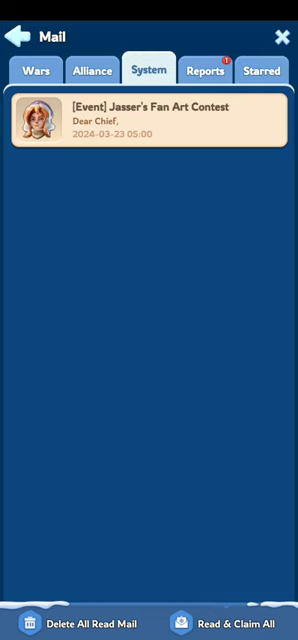 Mail
Wars
Alliance
System
Reports
1
Starred
[Event] Jasser's Fan Art Contest
Dear Chief,
2024-03-23 05:00
Delete All Read Mail
Read & Claim All